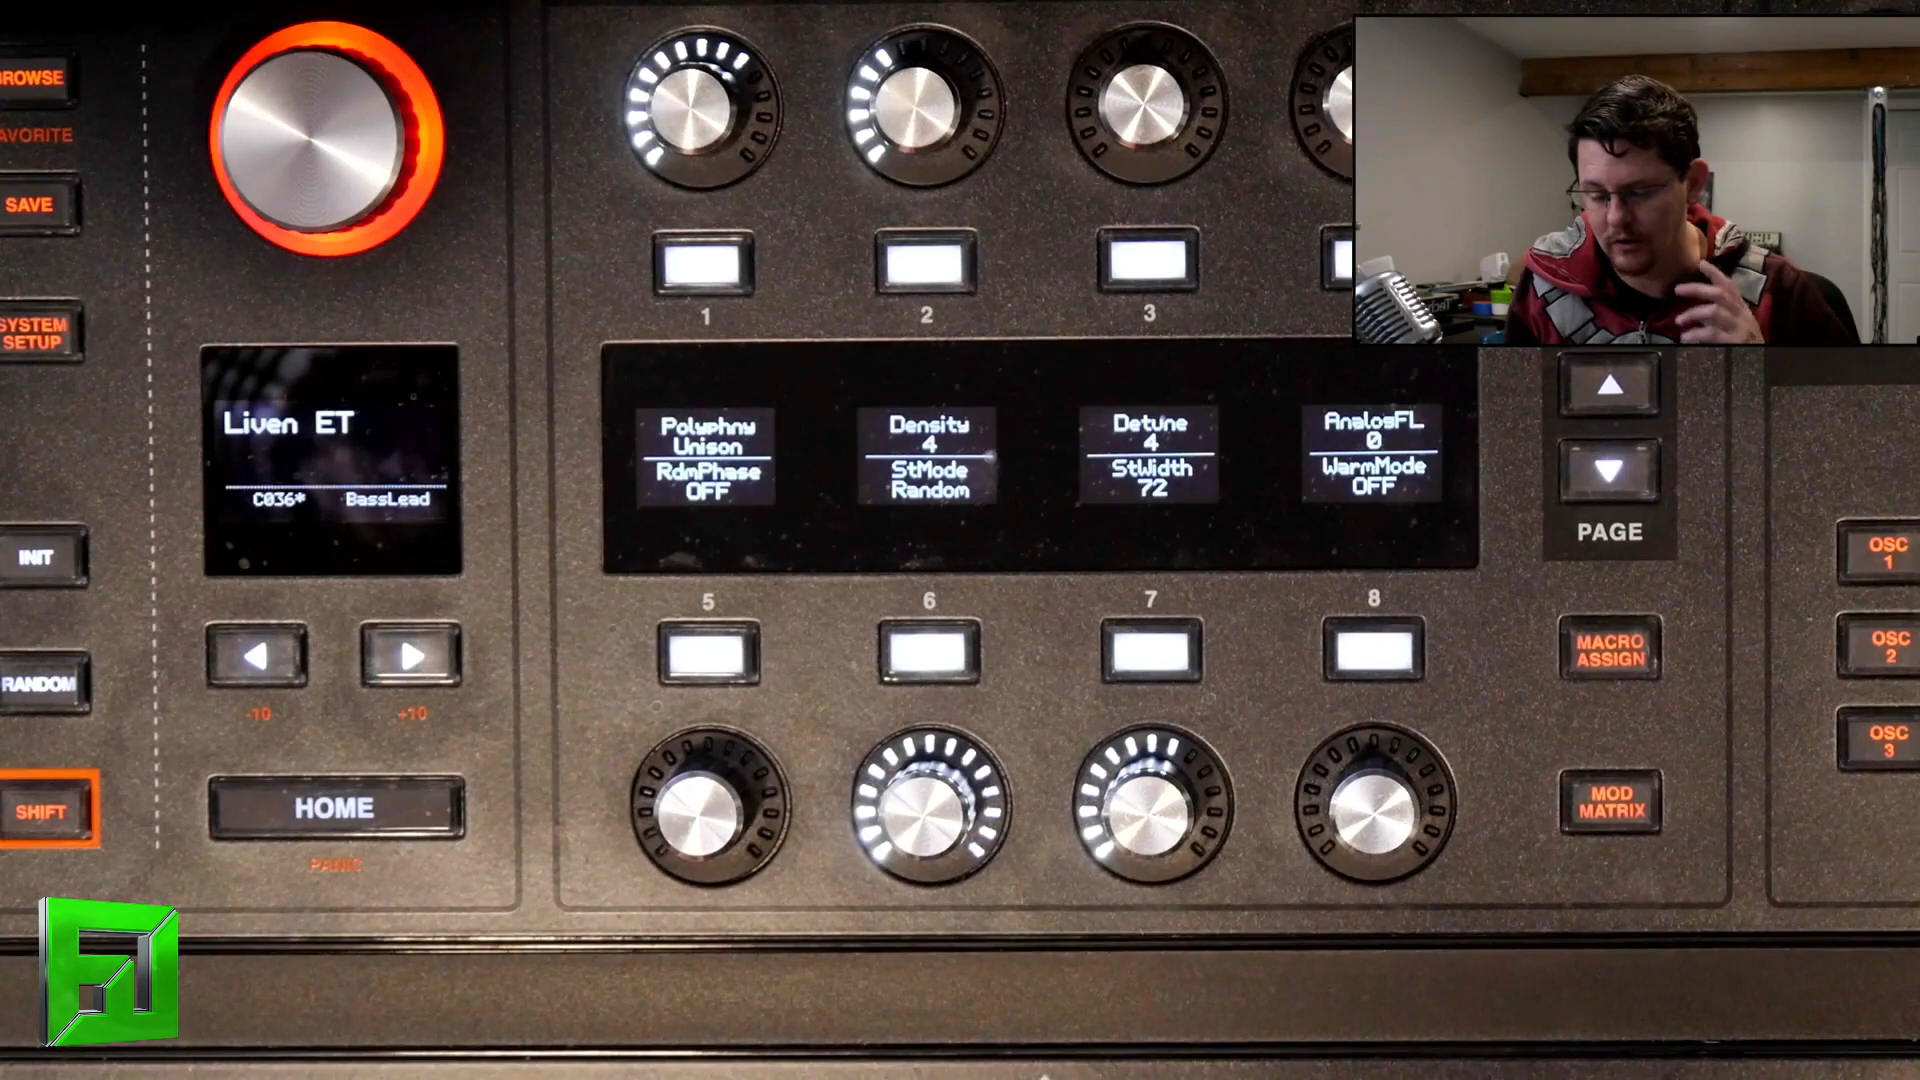 BROWSE
AVORITE
SAVE
SYSTEM
SETUP
INIT
RANDOM
SHIFT
Liven ET
C036* BassLead
-10 +10
HOME
PANIC
1 2 3
Polyphny
Unison
RdmPhase
OFF
Density
4
StMode
Random
Detune
4
StWidth
72
AnalogFL
0
WarmMode
OFF
5 6 7 8
PAGE
MACRO
ASSIGN
MOD
MATRIX
OSC
1
OSC
2
OSC
3